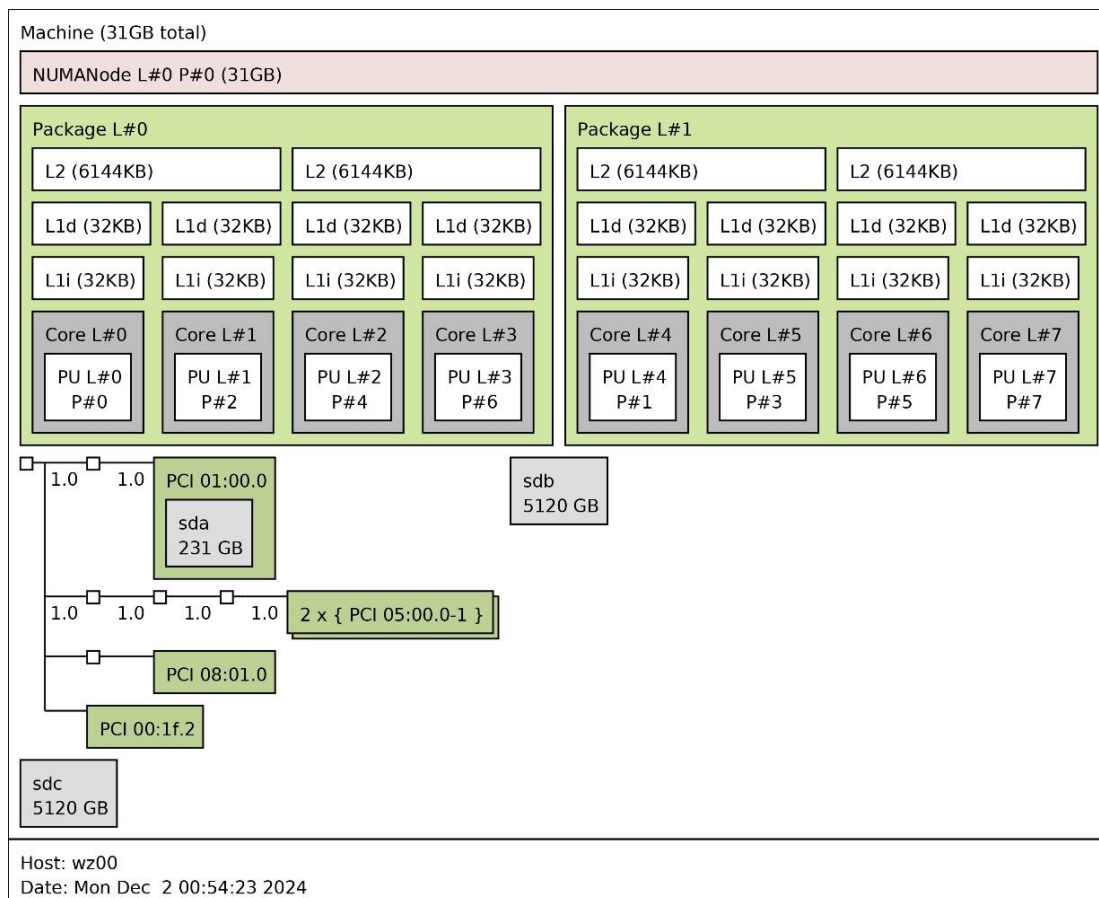 Machine (31GB total)
NUMANode L#0 P#0 (31GB)
Package L#0
L2 (6144KB) L2 (6144KB)
L1d (32KB) L1d (32KB) L1d (32KB) L1d (32KB)
L1i (32KB) L1i (32KB) L1i (32KB) L1i (32KB)
Core L#0 Core L#1 Core L#2 Core L#3
PU L#0 PU L#1 PU L#2 PU L#3
P#0 P#2 P#4 P#6
Package L#1
L2 (6144KB) L2 (6144KB)
L1d (32KB) L1d (32KB) L1d (32KB) L1d (32KB)
L1i (32KB) L1i (32KB) L1i (32KB) L1i (32KB)
Core L#4 Core L#5 Core L#6 Core L#7
PU L#4 PU L#5 PU L#6 PU L#7
P#1 P#3 P#5 P#7
1.0 1.0 PCI 01:00.0
sda
231 GB
sdb
5120 GB
1.0 1.0 1.0 1.0 2 x { PCI 05:00.0-1 }
PCI 08:01.0
PCI 00:1f.2
sdc
5120 GB
Host: wz00
Date: Mon Dec  2 00:54:23 2024